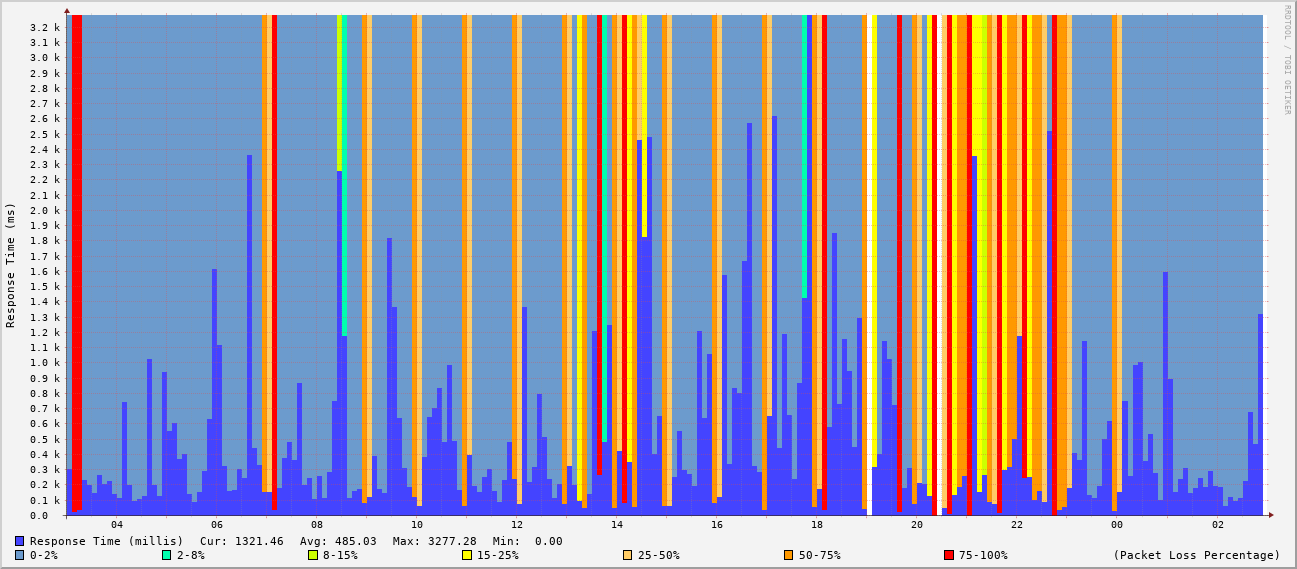 RRDTOOL / TOBI OETIKER
Response Time (ms)
3.2 k
3.1 k
3.0 k
2.9 k
2.8 k
2.7 k
2.6 k
2.5 k
2.4 k
2.3 k
2.2 k
2.1 k
2.0 k
1.9 k
1.8 k
1.7 k
1.6 k
1.5 k
1.4 k
1.3 k
1.2 k
1.1 k
1.0 k
0.9 k
0.8 k
0.7 k
0.6 k
0.5 k
0.4 k
0.3 k
0.2 k
0.1 k
0.0
04 06 08 10 12 14 16 18 20 22 00 02
Response Time (millis) Cur: 1321.46 Avg: 485.03 Max: 3277.28 Min: 0.00
0-2% 2-8% 8-15% 15-25% 25-50% 50-75% 75-100% (Packet Loss Percentage)